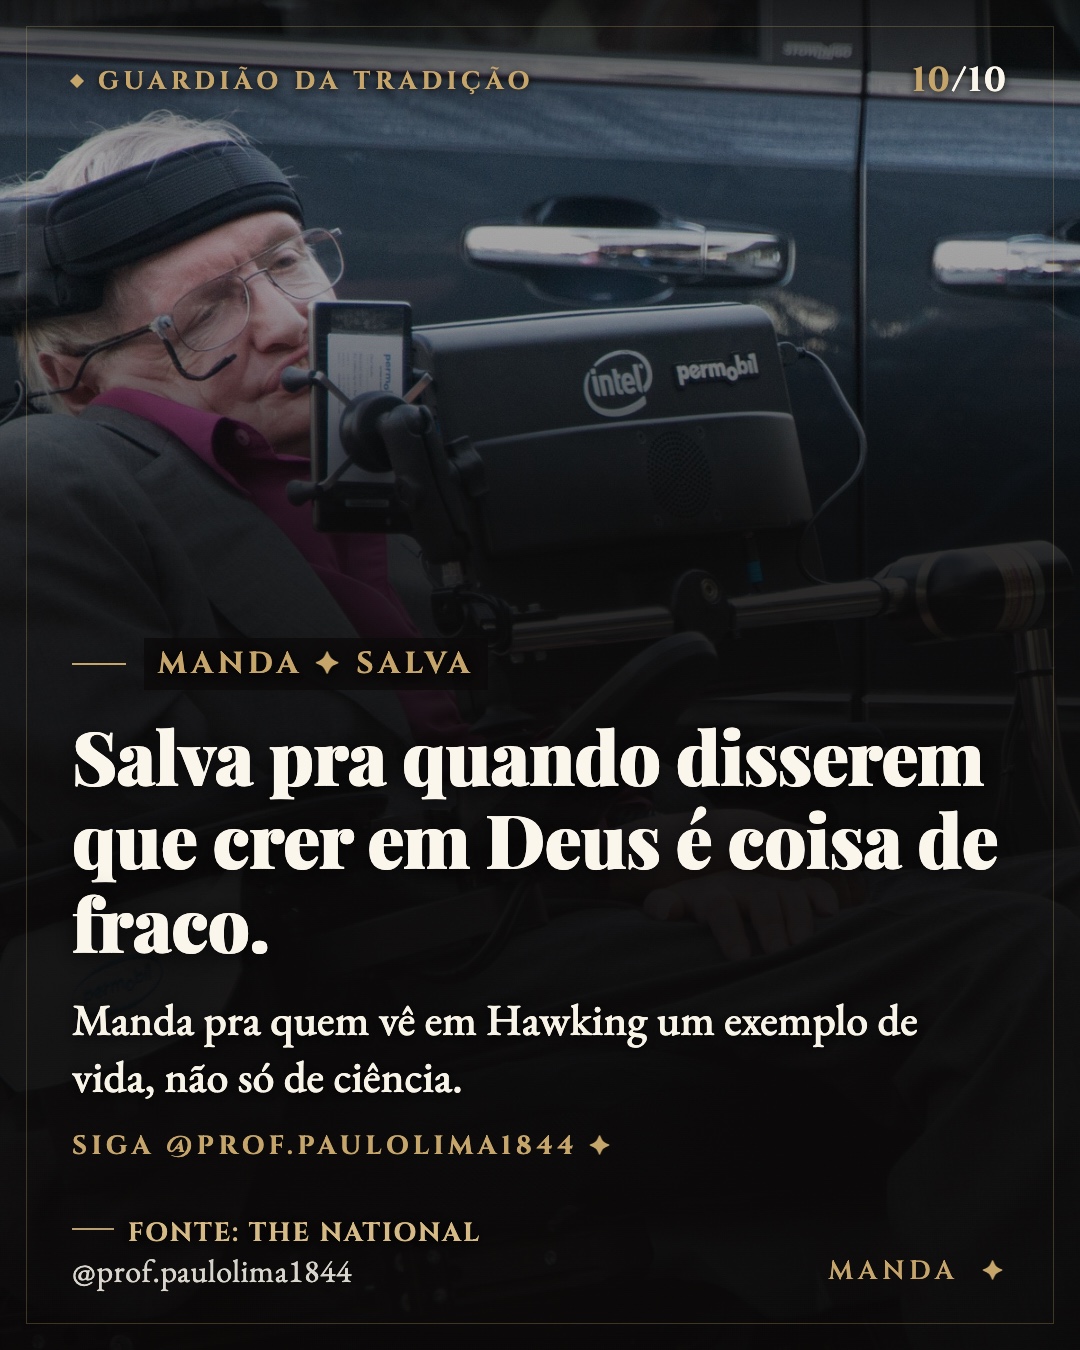 GUARDIÃO DA TRADIÇÃO
10/10
intel
permobil
MANDA ✦ SALVA
Salva pra quando disserem
que crer em Deus é coisa de
fraco.
Manda pra quem vê em Hawking um exemplo de
vida, não só de ciência.
SIGA @PROF.PAULOLIMA1844 ✦
FONTE: THE NATIONAL
@prof.paulolima1844
MANDA ✦